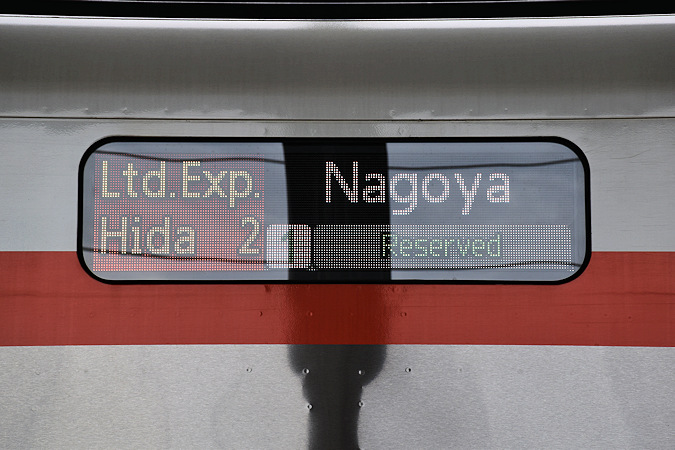 Ltd.Exp. Nagoya
Hida 2 Reserved